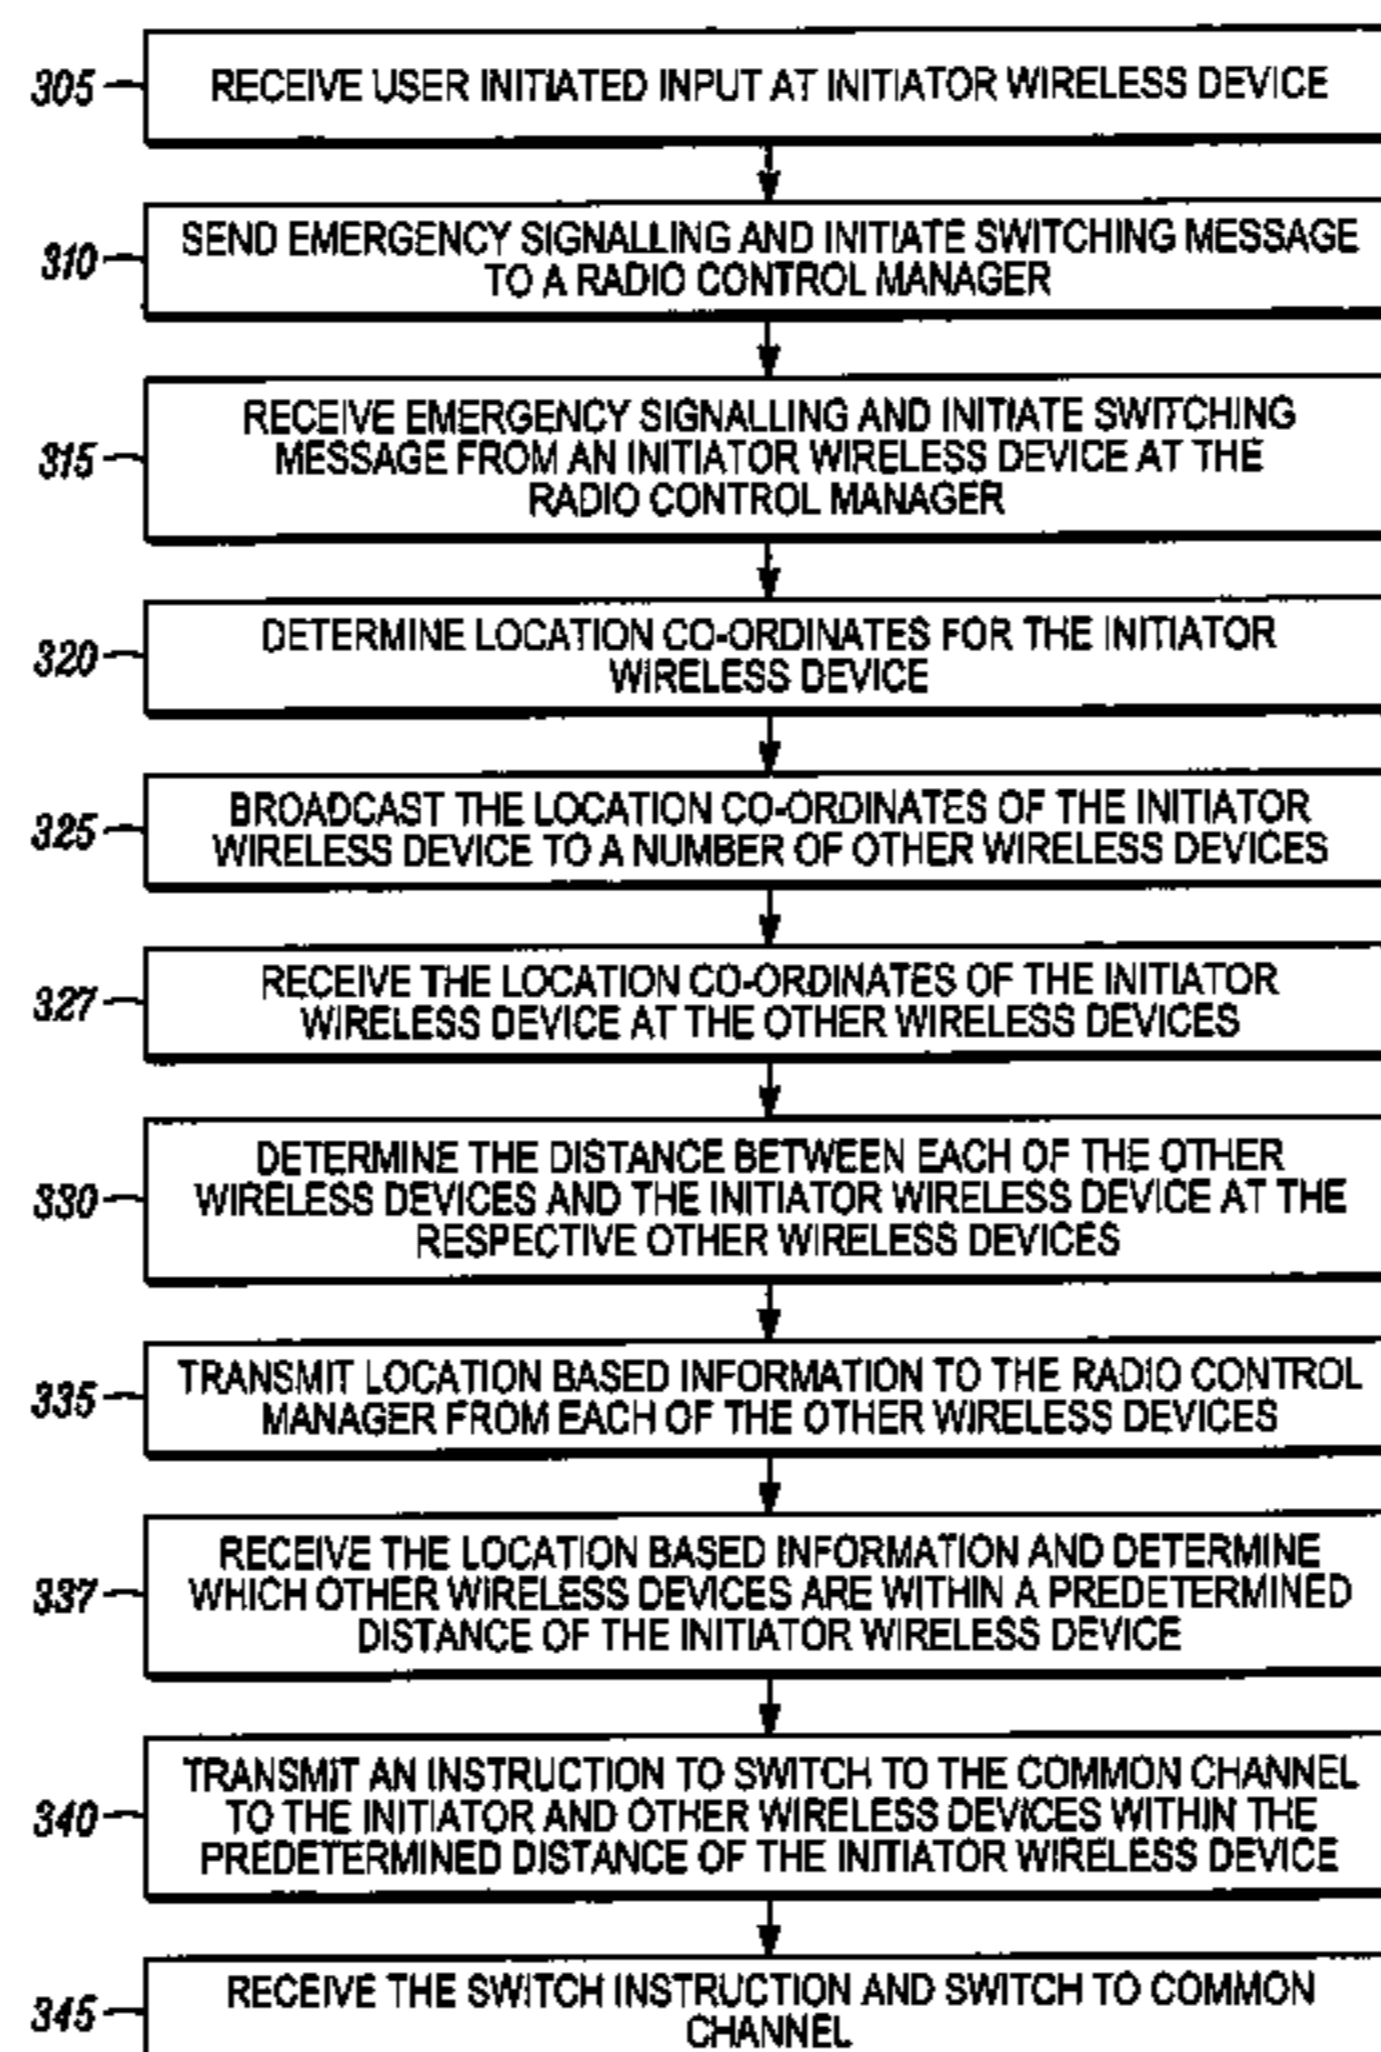 305 RECEIVE USER INITIATED INPUT AT INITIATOR WIRELESS DEVICE
310 SEND EMERGENCY SIGNALLING AND INITIATE SWITCHING MESSAGE
TO A RADIO CONTROL MANAGER
RECEIVE EMERGENCY SIGNALLING AND INITIATE SWITCHING
315 MESSAGE FROM AN INITIATOR WIRELESS DEVICE AT THE
RADIO CONTROL MANAGER
320 DETERMINE LOCATION CO-ORDINATES FOR THE INITIATOR
WIRELESS DEVICE
325 BROADCAST THE LOCATION CO-ORDINATES OF THE INITIATOR
WIRELESS DEVICE TO A NUMBER OF OTHER WIRELESS DEVICES
327 RECEIVE THE LOCATION CO-ORDINATES OF THE INITIATOR
WIRELESS DEVICE AT THE OTHER WIRELESS DEVICES
DETERMINE THE DISTANCE BETWEEN EACH OF THE OTHER
330 WIRELESS DEVICES AND THE INITIATOR WIRELESS DEVICE AT THE
RESPECTIVE OTHER WIRELESS DEVICES
335 TRANSMIT LOCATION BASED INFORMATION TO THE RADIO CONTROL
MANAGER FROM EACH OF THE OTHER WIRELESS DEVICES
RECEIVE THE LOCATION BASED INFORMATION AND DETERMINE
337 WHICH OTHER WIRELESS DEVICES ARE WITHIN A PREDETERMINED
DISTANCE OF THE INITIATOR WIRELESS DEVICE
TRANSMIT AN INSTRUCTION TO SWITCH TO THE COMMON CHANNEL
340 TO THE INITIATOR AND OTHER WIRELESS DEVICES WITHIN THE
PREDETERMINED DISTANCE OF THE INITIATOR WIRELESS DEVICE
345 RECEIVE THE SWITCH INSTRUCTION AND SWITCH TO COMMON
CHANNEL